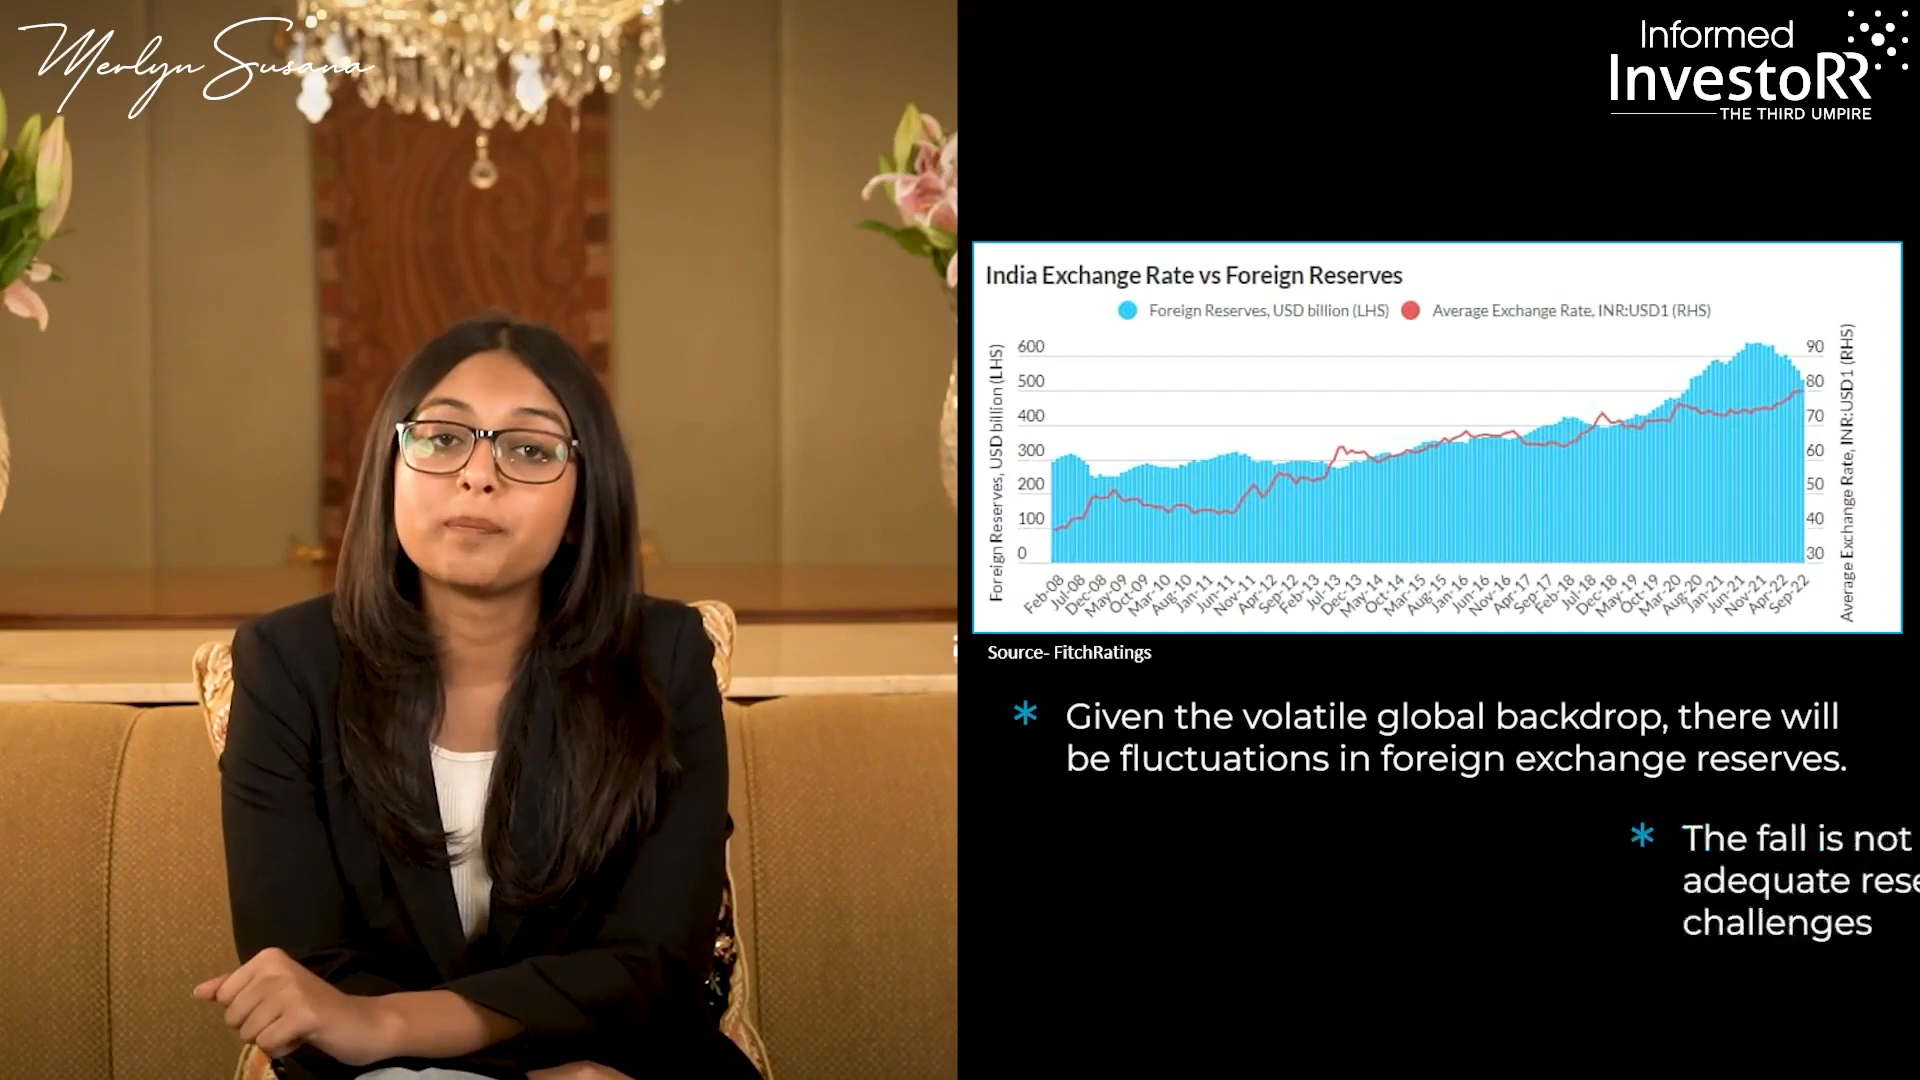 Merlyn Susana
Informed
InvestoRR
THE THIRD UMPIRE
India Exchange Rate vs Foreign Reserves
Foreign Reserves, USD billion (LHS)
Average Exchange Rate, INR:USD1 (RHS)
Foreign Reserves, USD billion (LHS)
600
500
400
300
200
100
0
90
80
70
60
50
40
30
Average Exchange Rate, INR:USD1 (RHS)
Feb-08
Jul-08
Dec-08
May-09
Oct-09
Mar-10
Aug-10
Jan-11
Jun-11
Nov-11
Apr-12
Sep-12
Feb-13
Jul-13
Dec-13
May-14
Oct-14
Mar-15
Aug-15
Jan-16
Jun-16
Nov-16
Apr-17
Sep-17
Feb-18
Jul-18
Dec-18
May-19
Oct-19
Mar-20
Aug-20
Jan-21
Jun-21
Nov-21
Apr-22
Sep-22
Source- FitchRatings
* Given the volatile global backdrop, there will
be fluctuations in foreign exchange reserves.
* The fall is not
adequate rese
challenges